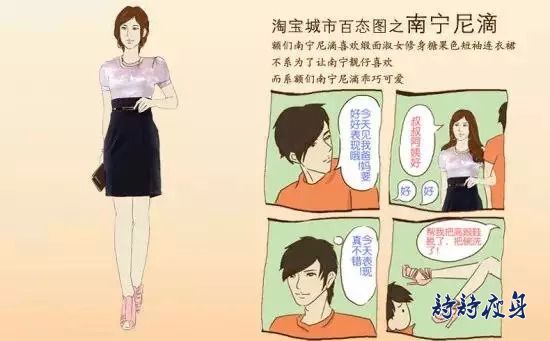 淘宝城市百态图之南宁尼滴
额们南宁尼滴喜欢缎面淑女修身糖果色短袖连衣裙
不系为了让南宁靓仔喜欢
而系额们南宁尼滴乖巧可爱
今天见我爸妈要
好好表现哦!
叔叔
阿姨
好
好
好
今天表现
真不错!
帮我把高跟鞋
脱了,把碗洗
了!
詩詩瘦身